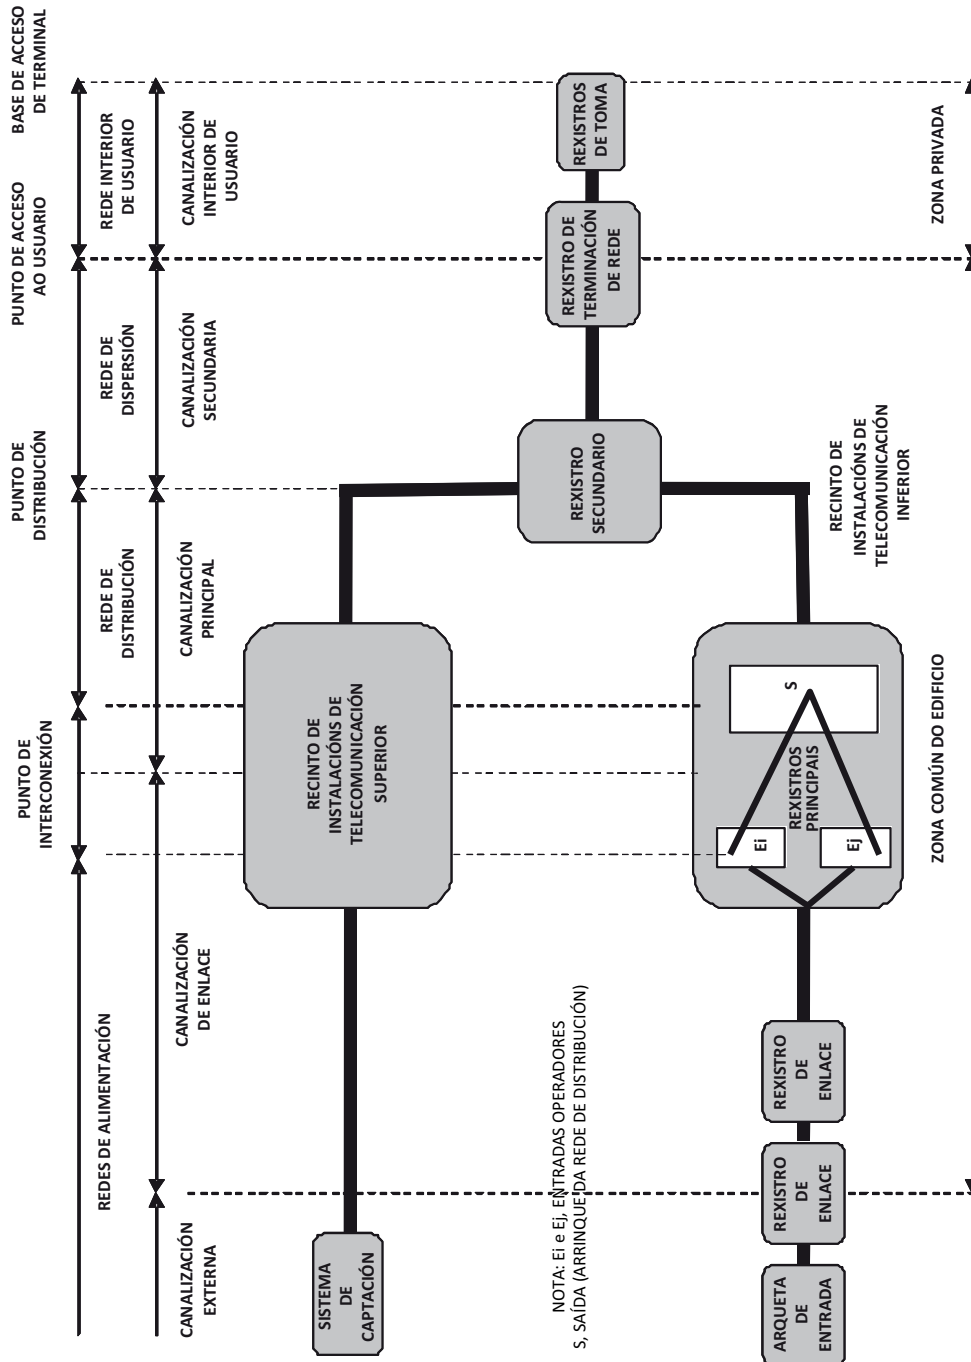 PUNTO DE
INTERCONEXIÓN
PUNTO DE
DISTRIBUCIÓN
PUNTO DE ACCESO
AO USUARIO
BASE DE ACCESO
DE TERMINAL
REDES DE ALIMENTACIÓN
REDE DE
DISTRIBUCIÓN
REDE DE
DISPERSIÓN
REDE INTERIOR
DE USUARIO
CANALIZACIÓN
EXTERNA
CANALIZACIÓN
DE ENLACE
CANALIZACIÓN
PRINCIPAL
CANALIZACIÓN
SECUNDARIA
CANALIZACIÓN
INTERIOR DE
USUARIO
SISTEMA
DE
CAPTACIÓN
RECINTO DE
INSTALACIÓNS DE
TELECOMUNICACIÓN
SUPERIOR
REXISTRO
SECUNDARIO
REXISTRO DE
TERMINACIÓN
DE REDE
REXISTROS
DE TOMA
NOTA: Ei e Ej, ENTRADAS OPERADORES
S, SAÍDA (ARRINQUE DA REDE DE DISTRIBUCIÓN)
ARQUETA
DE
ENTRADA
REXISTRO
DE
ENLACE
REXISTRO
DE
ENLACE
Ei
Ej
REXISTROS
PRINCIPAIS
S
RECINTO DE
INSTALACIÓNS DE
TELECOMUNICACIÓN
INFERIOR
ZONA COMÚN DO EDIFICIO
ZONA PRIVADA